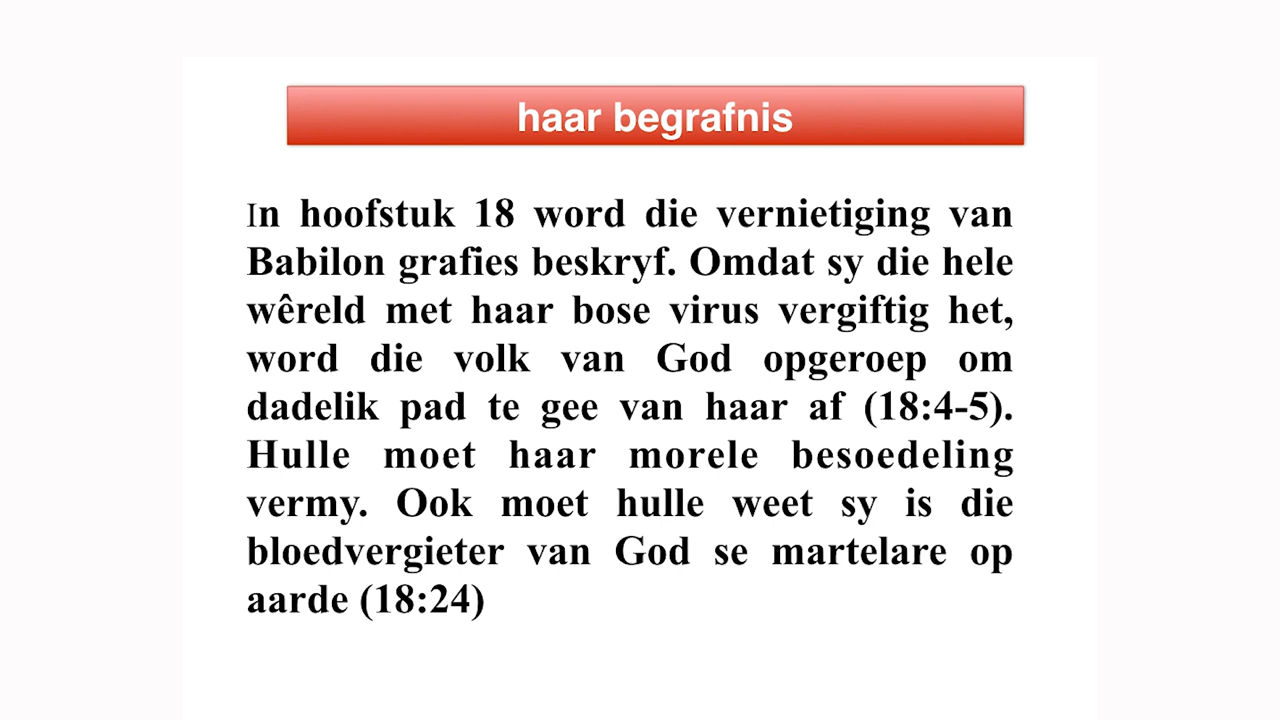 haar begrafnis
In hoofstuk 18 word die vernietiging van
Babilon grafies beskryf. Omdat sy die hele
wêreld met haar bose virus vergiftig het,
word die volk van God opgeroep om
dadelik pad te gee van haar af (18:4-5).
Hulle moet haar morele besoedeling
vermy. Ook moet hulle weet sy is die
bloedvergieter van God se martelare op
aarde (18:24)